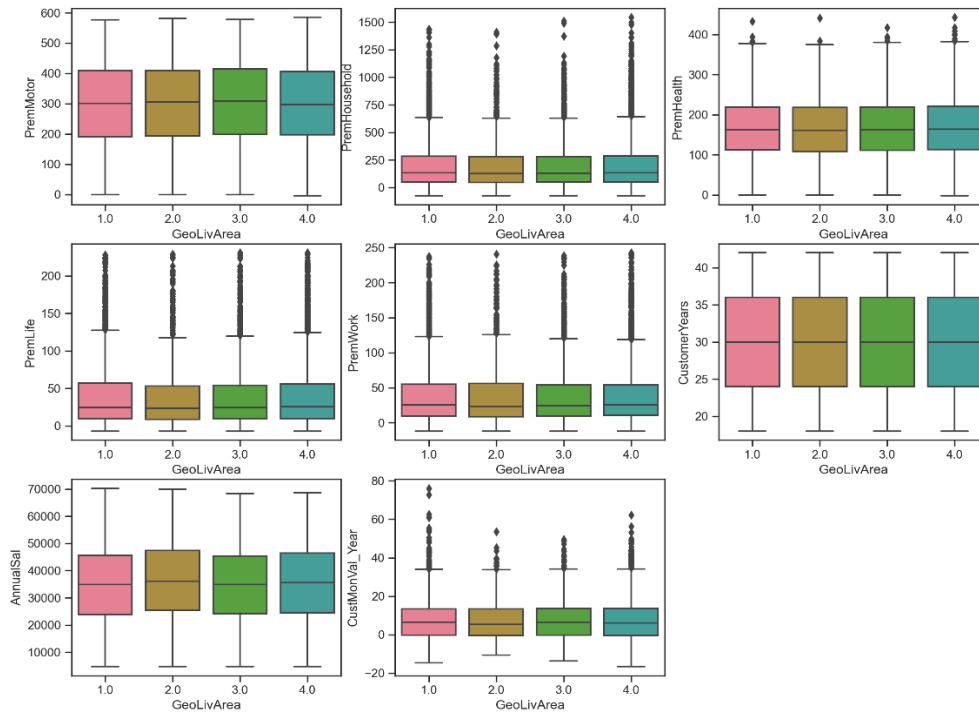 PremMotor
600
500
400
300
200
100
0
1.0 2.0 3.0 4.0
GeoLivArea
PremHousehold
1500
1250
1000
750
500
250
0
1.0 2.0 3.0 4.0
GeoLivArea
PremHealth
400
300
200
100
0
1.0 2.0 3.0 4.0
GeoLivArea
PremLife
200
150
100
50
0
1.0 2.0 3.0 4.0
GeoLivArea
PremWork
250
200
150
100
50
0
1.0 2.0 3.0 4.0
GeoLivArea
CustomerYears
40
35
30
25
20
1.0 2.0 3.0 4.0
GeoLivArea
AnnualSal
70000
60000
50000
40000
30000
20000
10000
1.0 2.0 3.0 4.0
GeoLivArea
CustMonVal_Year
80
60
40
20
0
−20
1.0 2.0 3.0 4.0
GeoLivArea